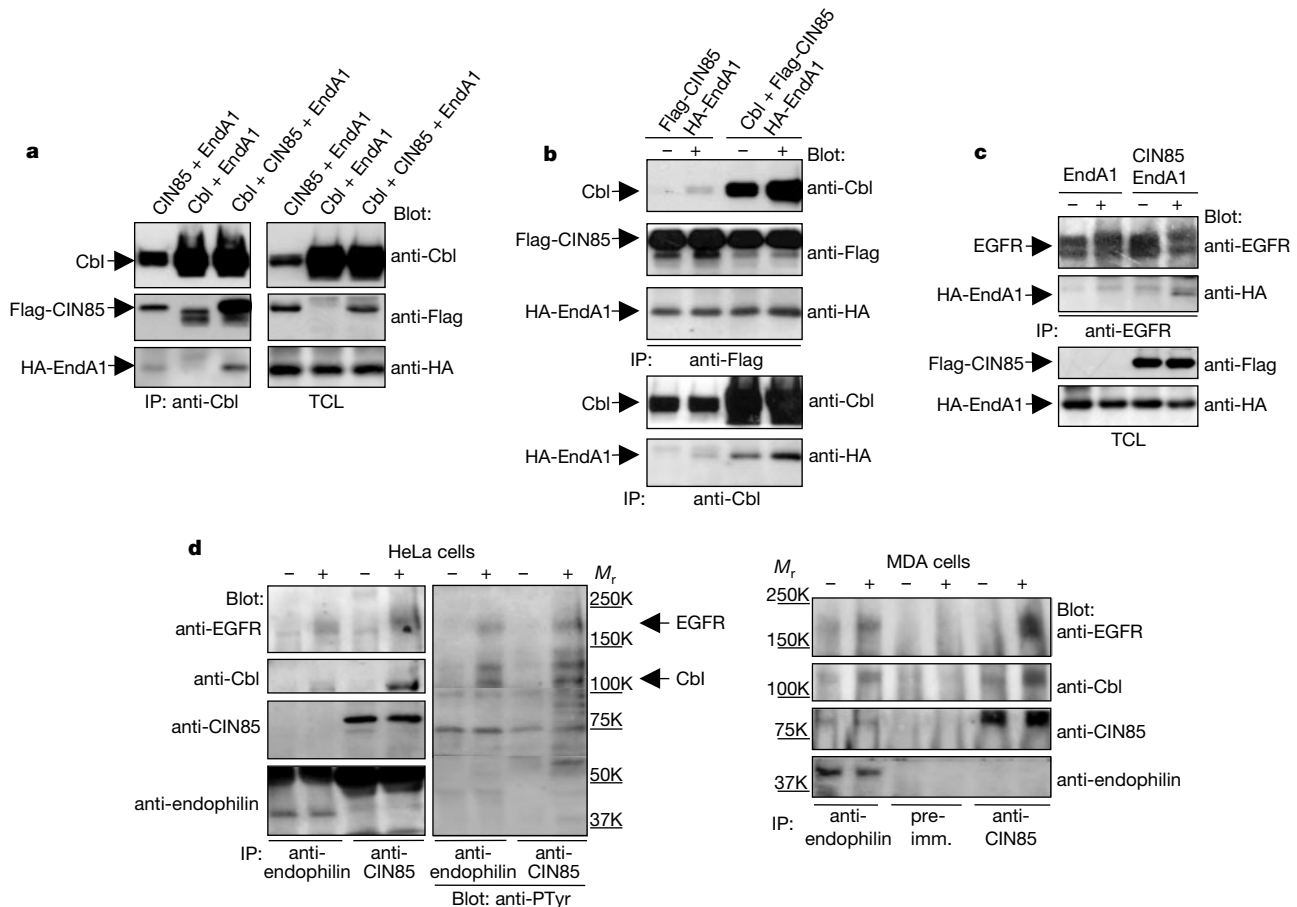 a
CIN85 + EndA1
Cbl + EndA1
Cbl + CIN85 + EndA1
CIN85 + EndA1
Cbl + EndA1
Cbl + CIN85 + EndA1
Blot:
Cbl
anti-Cbl
Flag-CIN85
anti-Flag
HA-EndA1
anti-HA
IP: anti-Cbl
TCL
b
Flag-CIN85
HA-EndA1
Cbl + Flag-CIN85
HA-EndA1
– + – + Blot:
Cbl
anti-Cbl
Flag-CIN85
anti-Flag
HA-EndA1
anti-HA
IP: anti-Flag
Cbl
anti-Cbl
HA-EndA1
anti-HA
IP: anti-Cbl
c
EndA1
CIN85
EndA1
– + – +
Blot:
EGFR
anti-EGFR
HA-EndA1
anti-HA
IP: anti-EGFR
Flag-CIN85
anti-Flag
HA-EndA1
anti-HA
TCL
d
HeLa cells
– + – + – + – + Mr
Blot:
anti-EGFR
anti-Cbl
anti-CIN85
anti-endophilin
250K
150K
100K
75K
50K
37K
EGFR
Cbl
IP: anti-endophilin
anti-CIN85
anti-endophilin
anti-CIN85
Blot: anti-PTyr
MDA cells
Mr
– + – + – +
250K
150K
100K
75K
37K
Blot:
anti-EGFR
anti-Cbl
anti-CIN85
anti-endophilin
IP: anti-endophilin
pre-imm.
anti-CIN85